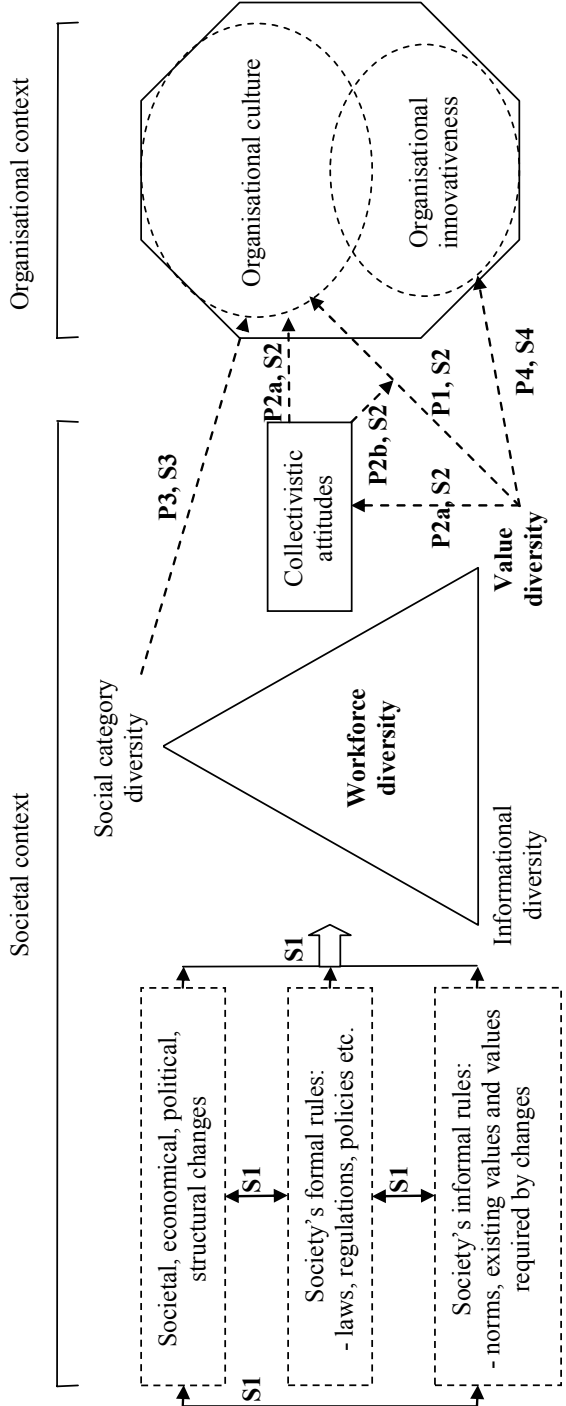 Societal context
Organisational context
S1
Societal, economical, political,
structural changes
S1
Society's formal rules:
- laws, regulations, policies etc.
S1
Society's informal rules:
- norms, existing values and values
required by changes
S1
Social category
diversity
Workforce
diversity
Informational
diversity
Value
diversity
P3, S3
Collectivistic
attitudes
P2a, S2
P2b, S2
P2a, S2
P1, S2
P4, S4
Organisational culture
Organisational
innovativeness